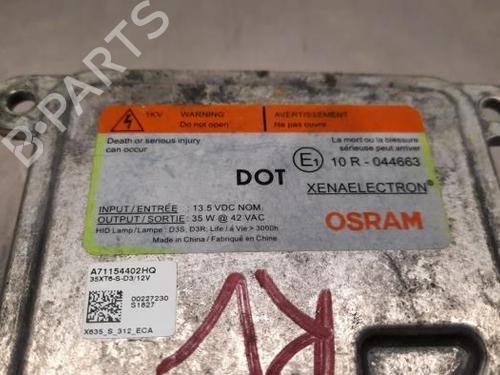 1KV WARNING
Do not open
AVERTISSEMENT
Ne pas ouvrir.
Death or serious injury
can occur
La mort ou la blessure
sérieuse peut arriver
E1 10 R - 044663
DOT
XENAELECTRON®
INPUT / ENTRÉE : 13.5 VDC NOM.
OUTPUT / SORTIE : 35 W @ 42 VAC
HID Lamp / Lampe : D3S, D3R; Life / á Vie > 3000h
Made in China / Fabriqué en Chine
OSRAM
A71154402HQ
35XT6-S-D3/12V
00227230
S1827
X635_S_312_ECA
B-PARTS